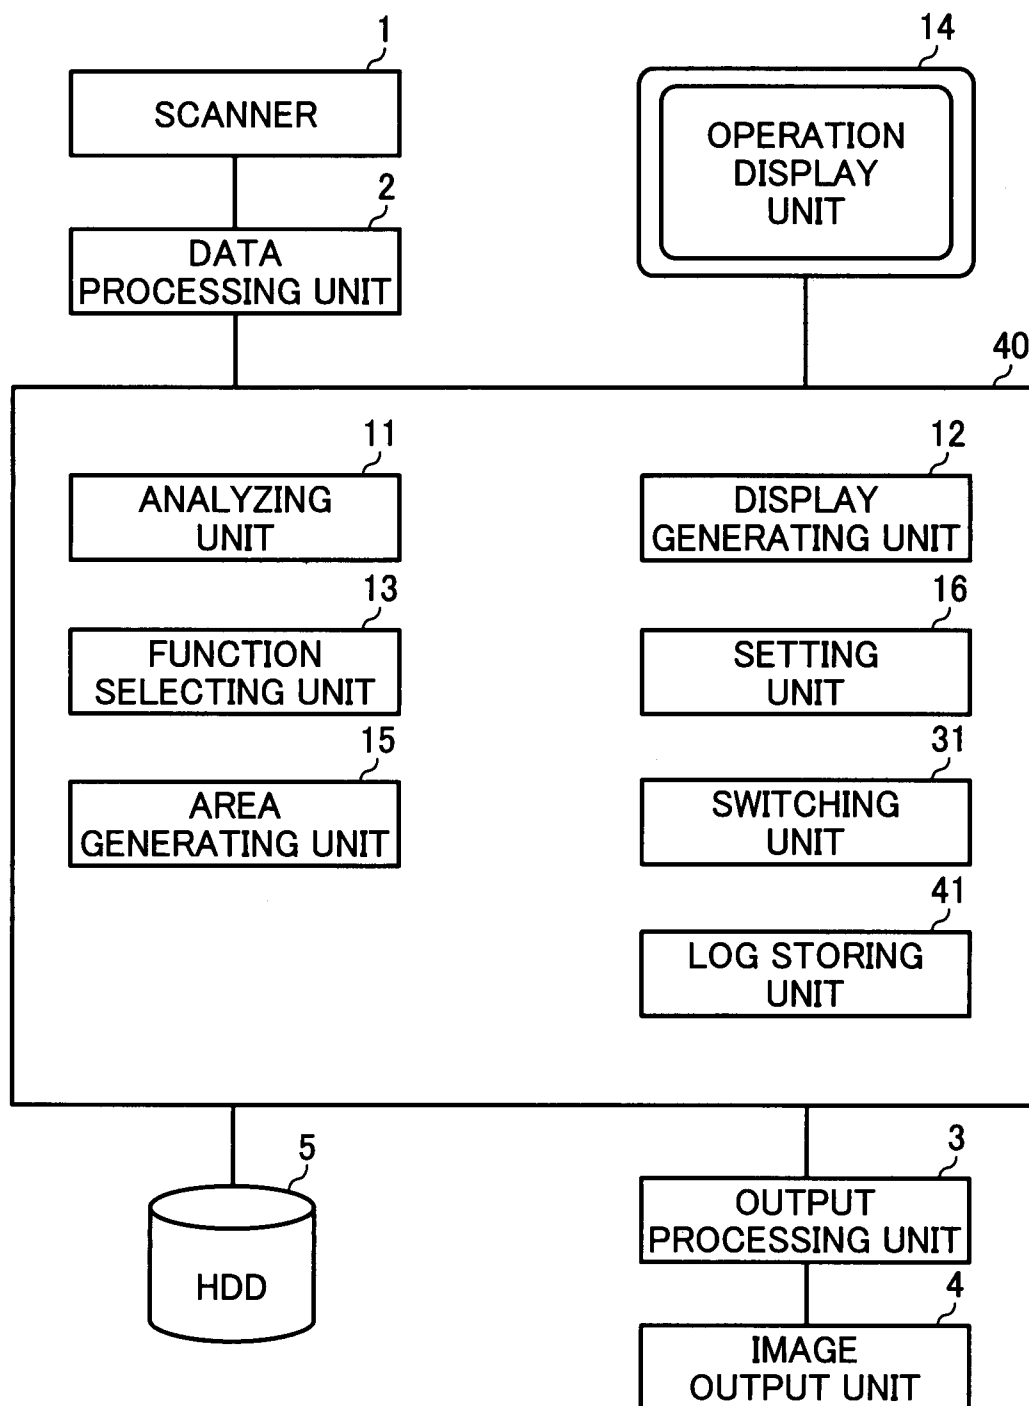 1
SCANNER
14
OPERATION
DISPLAY
UNIT
2
DATA
PROCESSING UNIT
40
11
ANALYZING
UNIT
12
DISPLAY
GENERATING UNIT
13
FUNCTION
SELECTING UNIT
16
SETTING
UNIT
15
AREA
GENERATING UNIT
31
SWITCHING
UNIT
41
LOG STORING
UNIT
5
HDD
3
OUTPUT
PROCESSING UNIT
4
IMAGE
OUTPUT UNIT